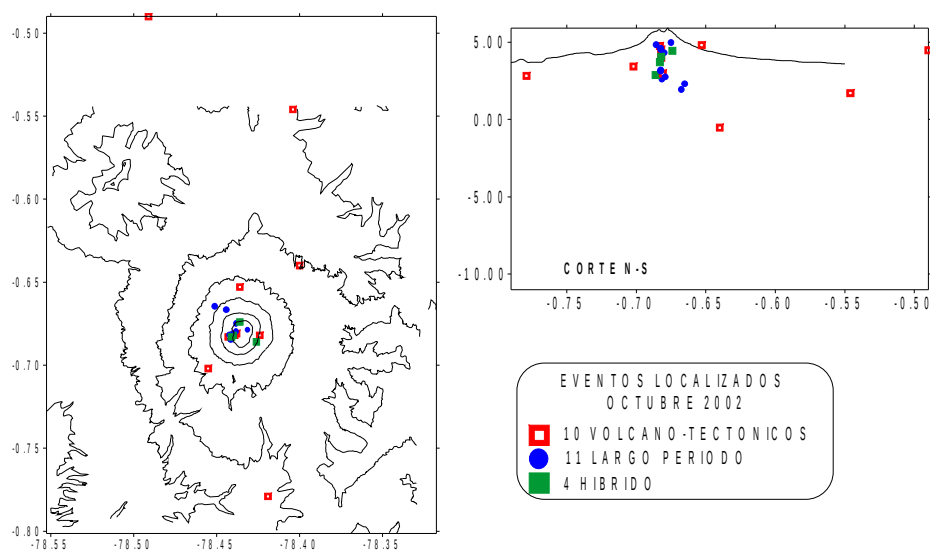 -0.50
-0.55
-0.60
-0.65
-0.70
-0.75
-0.80
-78.55 -78.50 -78.45 -78.40 -78.35
5.00
0.00
-5.00
-10.00
CORTE N-S
-0.75 -0.70 -0.65 -0.60 -0.55 -0.50
EVENTOS LOCALIZADOS
OCTUBRE 2002
10 VOLCANO-TECTONICOS
11 LARGO PERIODO
4 HIBRIDO